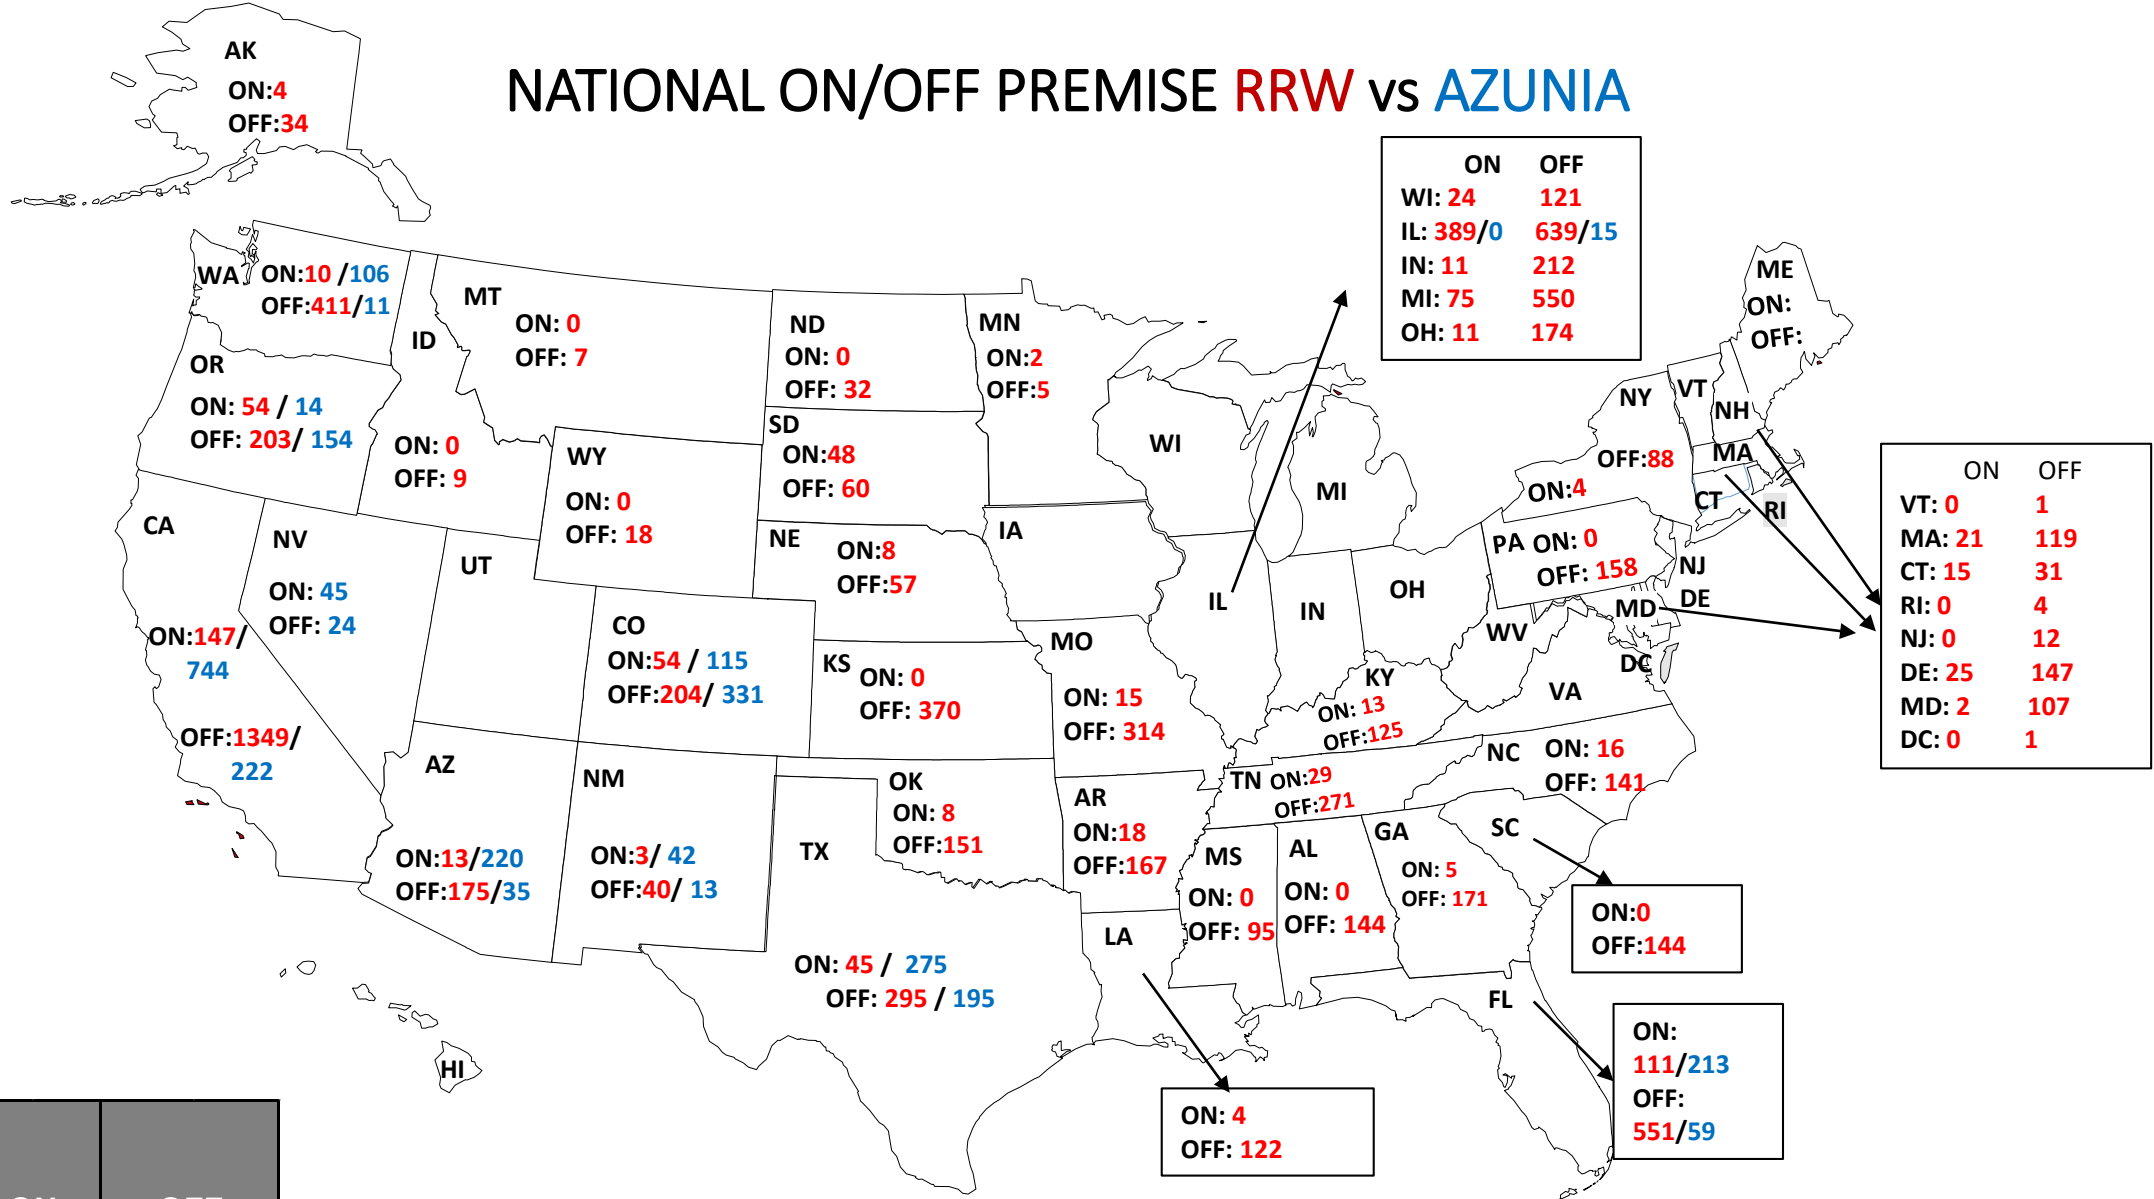 NATIONAL ON/OFF PREMISE RRW vs AZUNIA
AK
ON:4
OFF:34
ON OFF
WI: 24 121
IL: 389/0 639/15
IN: 11 212
MI: 75 550
OH: 11 174
WA
ON:10 /106
OFF:411/11
OR
ON: 54 / 14
OFF: 203/ 154
ID
ON: 0
OFF: 9
MT
ON: 0
OFF: 7
ND
ON: 0
OFF: 32
MN
ON:2
OFF:5
SD
ON:48
OFF: 60
WY
ON: 0
OFF: 18
NE
ON:8
OFF:57
IA
WI
MI
ME
ON:
OFF:
VT
NH
NY
OFF:88
ON:4
MA
CT
RI
PA ON: 0
OFF: 158
NJ
DE
MD
DC
ON OFF
VT: 0 1
MA: 21 119
CT: 15 31
RI: 0 4
NJ: 0 12
DE: 25 147
MD: 2 107
DC: 0 1
CA
ON:147/
744
OFF:1349/
222
NV
ON: 45
OFF: 24
UT
CO
ON:54 / 115
OFF:204/ 331
KS
ON: 0
OFF: 370
MO
ON: 15
OFF: 314
IL
IN
OH
WV
VA
KY
ON: 13
OFF:125
TN
ON:29
OFF:271
NC
ON: 16
OFF: 141
AZ
ON:13/220
OFF:175/35
NM
ON:3/ 42
OFF:40/ 13
TX
ON: 45 / 275
OFF: 295 / 195
OK
ON: 8
OFF:151
AR
ON:18
OFF:167
MS
ON: 0
OFF: 95
AL
ON: 0
OFF: 144
GA
ON: 5
OFF: 171
SC
ON:0
OFF:144
LA
ON: 4
OFF: 122
FL
ON:
111/213
OFF:
551/59
HI
ON OFF